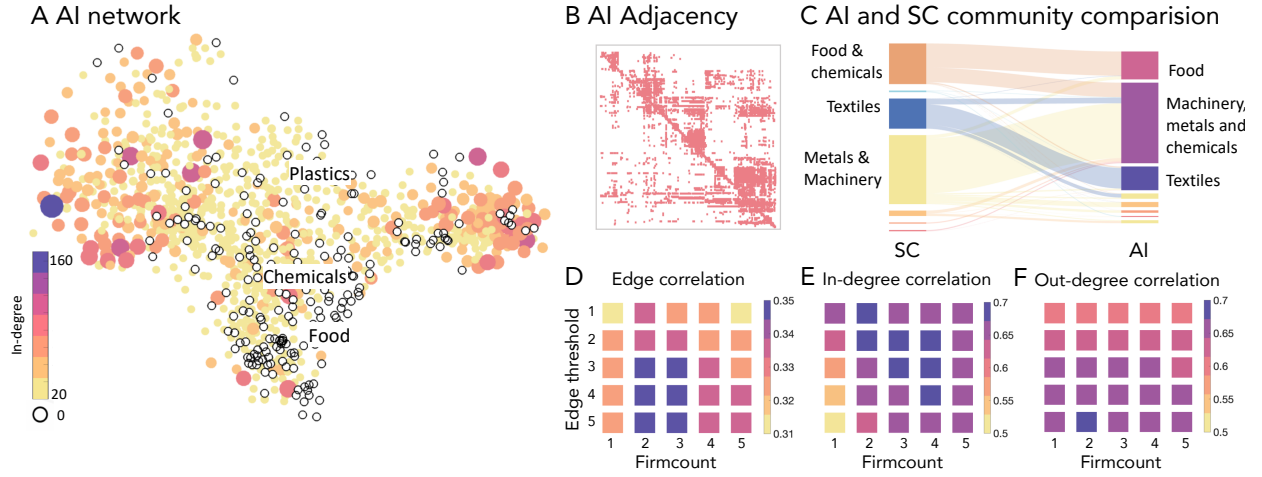 A AI network
B AI Adjacency
C AI and SC community comparision
Plastics
Chemicals
Food
160
20
0
In-degree
Food &
chemicals
Textiles
Metals &
Machinery
SC
Food
Machinery,
metals and
chemicals
Textiles
AI
D Edge correlation
Edge threshold
1
2
3
4
5
1 2 3 4 5
Firmcount
0.35
0.34
0.33
0.32
0.31
E In-degree correlation
1 2 3 4 5
Firmcount
0.7
0.65
0.6
0.55
0.5
F Out-degree correlation
1 2 3 4 5
Firmcount
0.7
0.65
0.6
0.55
0.5